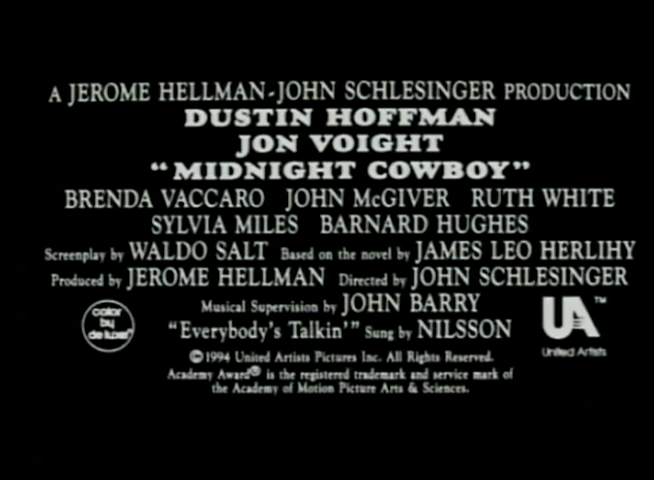 A JEROME HELLMAN-JOHN SCHLESINGER PRODUCTION
DUSTIN HOFFMAN
JON VOIGHT
"MIDNIGHT COWBOY"
BRENDA VACCARO JOHN McGIVER RUTH WHITE
SYLVIA MILES BARNARD HUGHES
Screenplay by WALDO SALT Based on the novel by JAMES LEO HERLIHY
Produced by JEROME HELLMAN Directed by JOHN SCHLESINGER
Musical Supervision by JOHN BARRY
"Everybody's Talkin'" Sung by NILSSON
color
by
de luxe®
UA™
United Artists
©1994 United Artists Pictures Inc. All Rights Reserved.
Academy Award® is the registered trademark and service mark of
the Academy of Motion Picture Arts & Sciences.